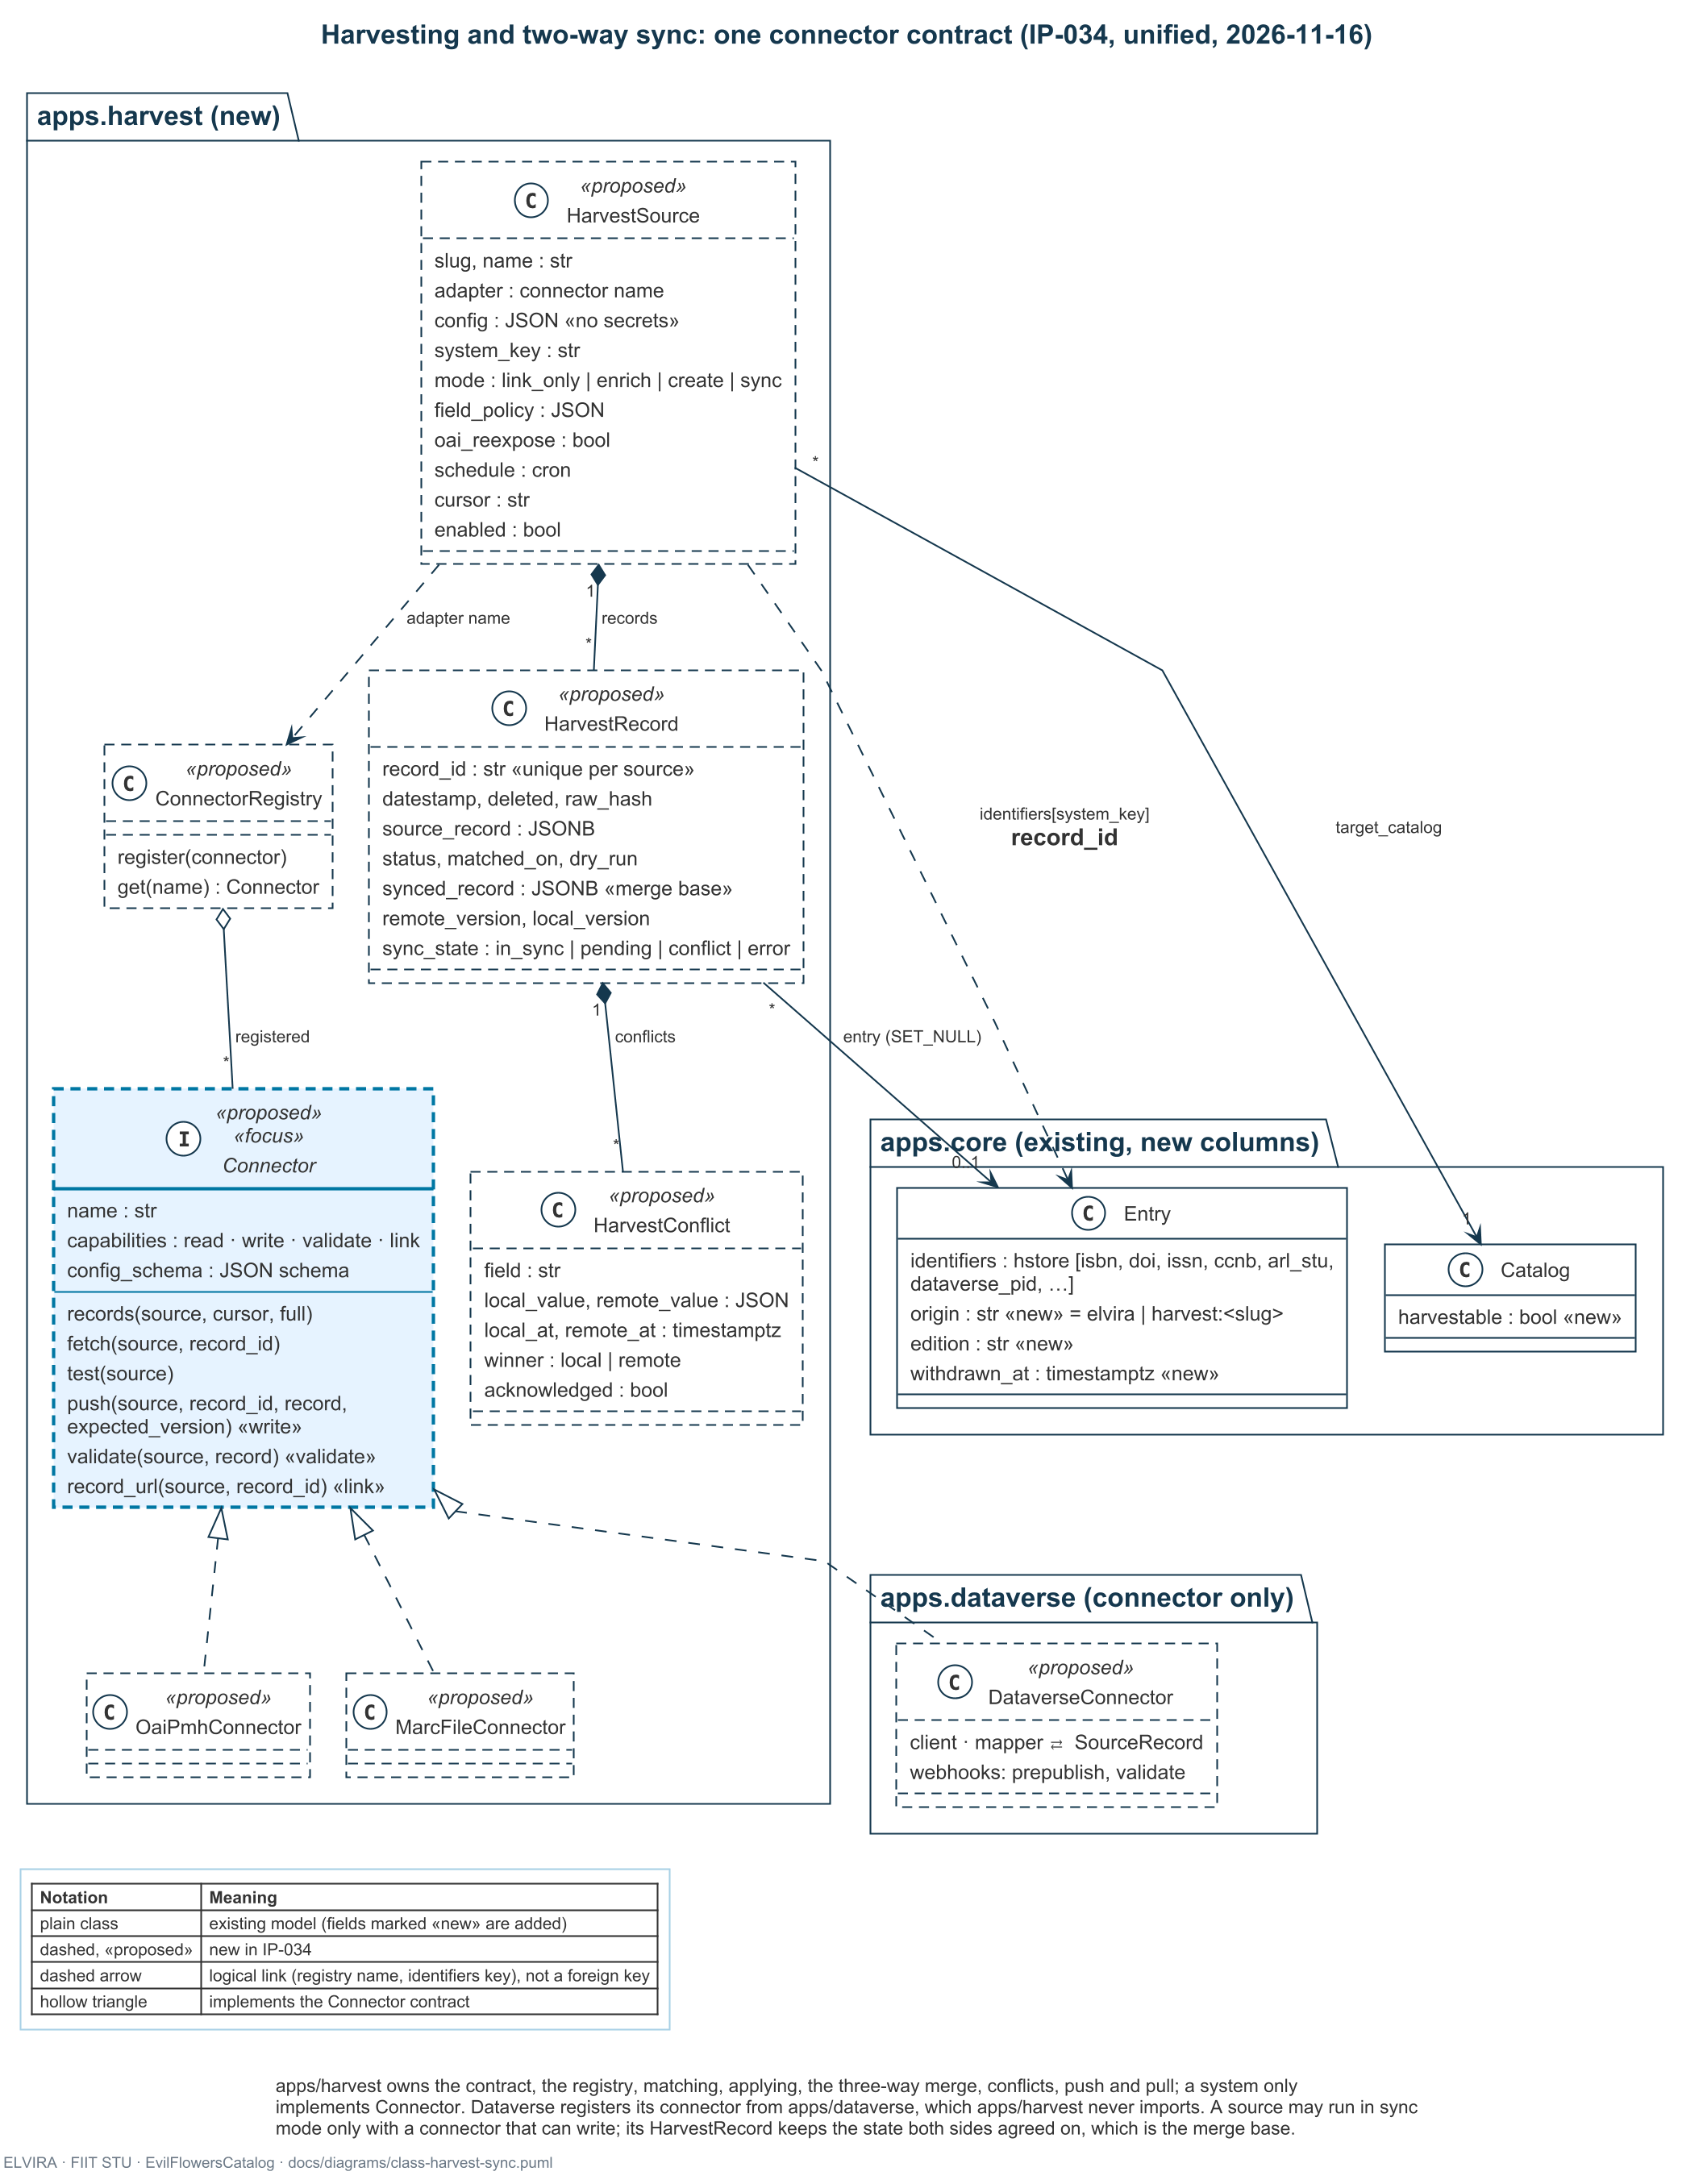 Harvesting and two-way sync: one connector contract (IP-034, unified, 2026-11-16)
apps.harvest (new)
«proposed»
C
HarvestSource
slug, name : str
adapter : connector name
config : JSON «no secrets»
system_key : str
mode : link_only | enrich | create | sync
field_policy : JSON
oai_reexpose : bool
schedule : cron
cursor : str
enabled : bool
*
1
adapter name
records
*
«proposed»
C
HarvestRecord
record_id : str «unique per source»
datestamp, deleted, raw_hash
source_record : JSONB
status, matched_on, dry_run
synced_record : JSONB «merge base»
remote_version, local_version
sync_state : in_sync | pending | conflict | error
«proposed»
C
ConnectorRegistry
register(connector)
get(name) : Connector
identifiers[system_key]
record_id
target_catalog
registered
*
1
conflicts
*
*
entry (SET_NULL)
0..1
1
«proposed»
«focus»
I
Connector
name : str
capabilities : read · write · validate · link
config_schema : JSON schema
records(source, cursor, full)
fetch(source, record_id)
test(source)
push(source, record_id, record,
expected_version) «write»
validate(source, record) «validate»
record_url(source, record_id) «link»
«proposed»
C
HarvestConflict
field : str
local_value, remote_value : JSON
local_at, remote_at : timestamptz
winner : local | remote
acknowledged : bool
apps.core (existing, new columns)
C
Entry
identifiers : hstore [isbn, doi, issn, ccnb, arl_stu,
dataverse_pid, …]
origin : str «new» = elvira | harvest:<slug>
edition : str «new»
withdrawn_at : timestamptz «new»
C
Catalog
harvestable : bool «new»
«proposed»
C
OaiPmhConnector
«proposed»
C
MarcFileConnector
apps.dataverse (connector only)
«proposed»
C
DataverseConnector
client · mapper ⇄ SourceRecord
webhooks: prepublish, validate
Notation Meaning
plain class existing model (fields marked «new» are added)
dashed, «proposed» new in IP-034
dashed arrow logical link (registry name, identifiers key), not a foreign key
hollow triangle implements the Connector contract
apps/harvest owns the contract, the registry, matching, applying, the three-way merge, conflicts, push and pull; a system only
implements Connector. Dataverse registers its connector from apps/dataverse, which apps/harvest never imports. A source may run in sync
mode only with a connector that can write; its HarvestRecord keeps the state both sides agreed on, which is the merge base.
ELVIRA · FIIT STU · EvilFlowersCatalog · docs/diagrams/class-harvest-sync.puml